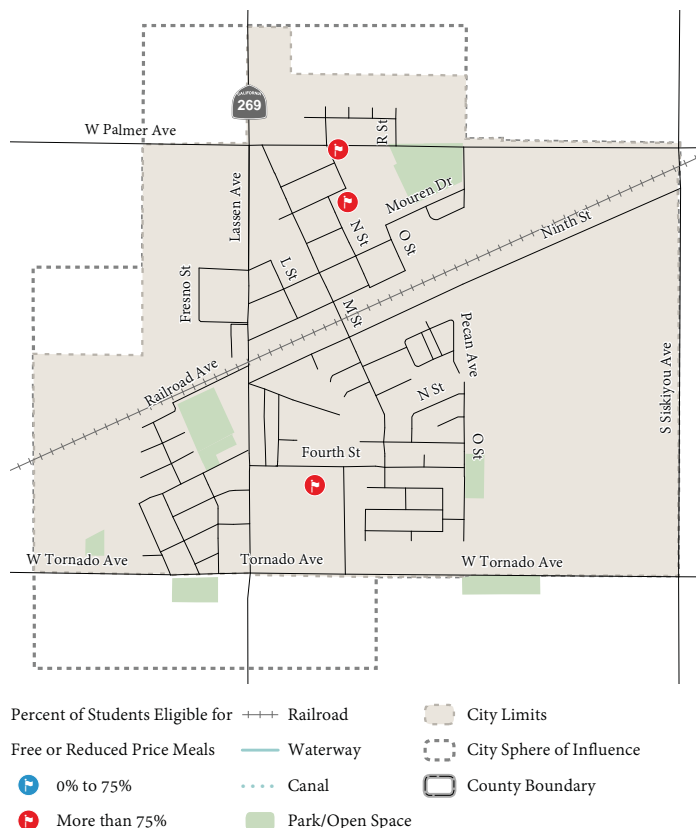 CALIFORNIA
269
W Palmer Ave
R St
Lassen Ave
Mouren Dr
Ninth St
N St
O St
L St
Fresno St
M St
Pecan Ave
S Siskiyou Ave
Railroad Ave
N St
O St
Fourth St
W Tornado Ave
Tornado Ave
W Tornado Ave
Percent of Students Eligible for
Free or Reduced Price Meals
0% to 75%
More than 75%
Railroad
Waterway
Canal
Park/Open Space
City Limits
City Sphere of Influence
County Boundary